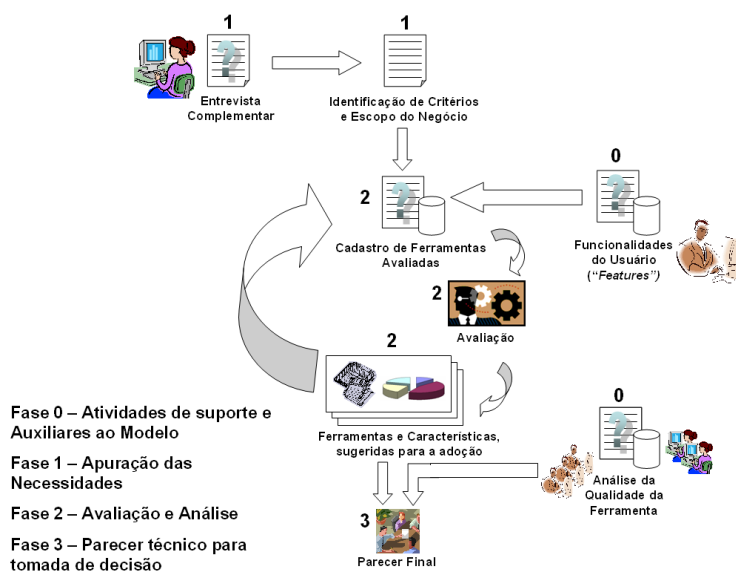 1
1
Entrevista
Complementar
Identificação de Critérios
e Escopo do Negócio
0
2
Cadastro de Ferramentas
Avaliadas
Funcionalidades
do Usuário
(“Features”)
2
Avaliação
2
Ferramentas e Características,
sugeridas para a adoção
0
Análise da
Qualidade da
Ferramenta
3
Parecer Final
Fase 0 – Atividades de suporte e
Auxiliares ao Modelo
Fase 1 – Apuração das
Necessidades
Fase 2 – Avaliação e Análise
Fase 3 – Parecer técnico para
tomada de decisão